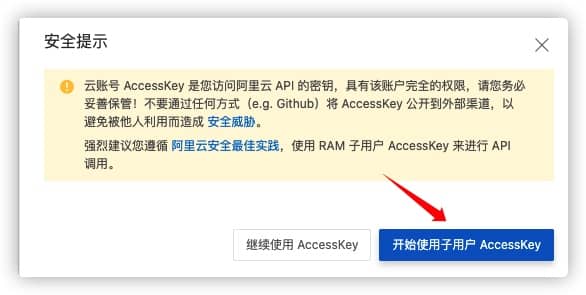 安全提示
云账号 AccessKey 是您访问阿里云 API 的密钥，具有该账户完全的权限，请您务必
妥善保管！不要通过任何方式（e.g. Github）将 AccessKey 公开到外部渠道，以
避免被他人利用而造成 安全威胁。
强烈建议您遵循 阿里云安全最佳实践，使用 RAM 子用户 AccessKey 来进行 API
调用。
继续使用 AccessKey
开始使用子用户 AccessKey